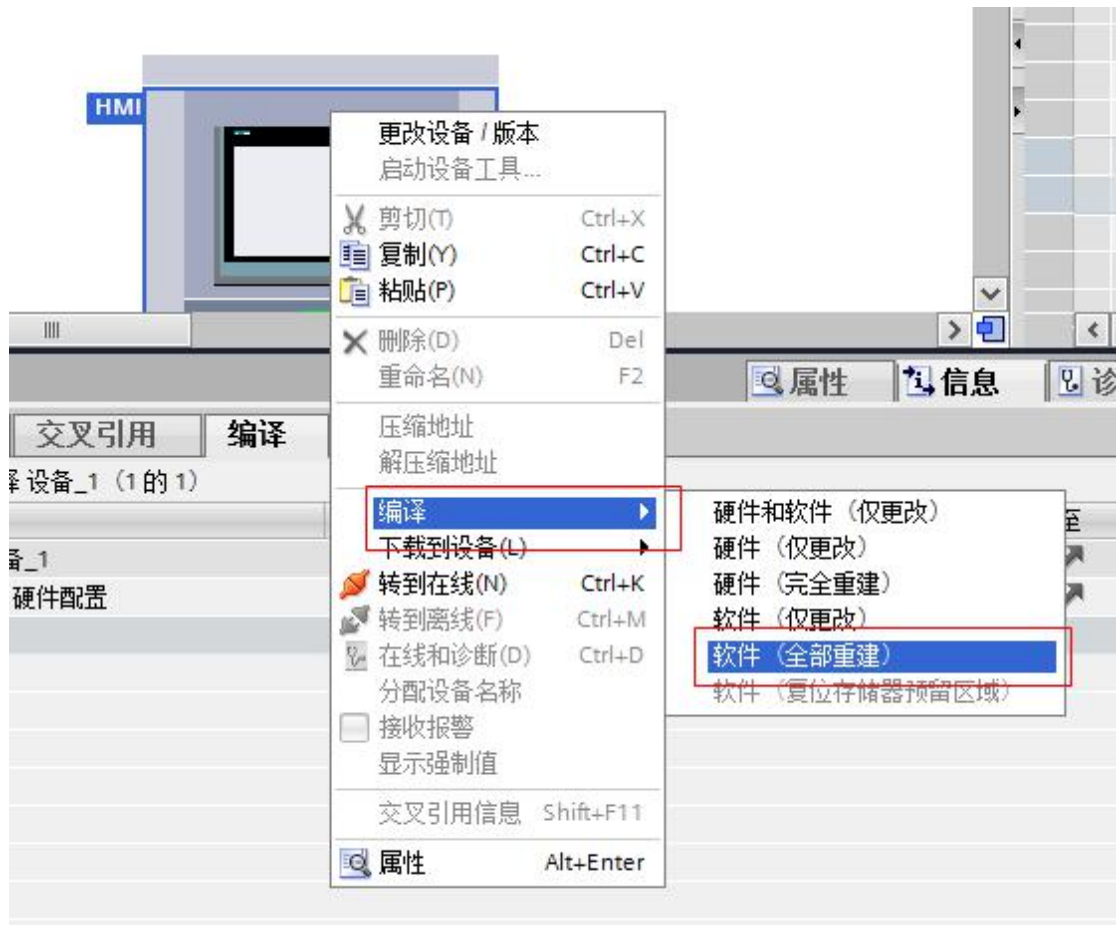 HMI
更改设备 / 版本
启动设备工具...
剪切(T) Ctrl+X
复制(Y) Ctrl+C
粘贴(P) Ctrl+V
删除(D) Del
重命名(N) F2
属性 信息 诊
压缩地址
交叉引用 编译
解压缩地址
设备_1（1 的 1）
编译 硬件和软件（仅更改）
至
下载到设备(L) 硬件（仅更改）
_1
转到在线(N) Ctrl+K 硬件（完全重建）
硬件配置
转到离线(F) Ctrl+M 软件（仅更改）
在线和诊断(D) Ctrl+D 软件（全部重建）
分配设备名称 软件（复位存储器预留区域）
接收报警
显示强制值
交叉引用信息 Shift+F11
属性 Alt+Enter